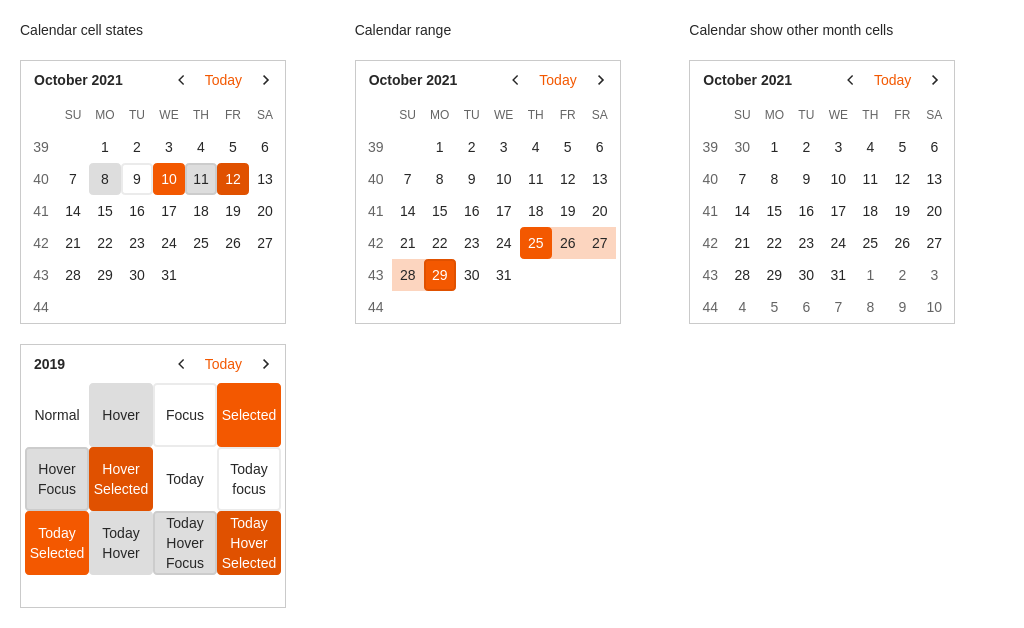 Calendar cell states
October 2021 Today
SU MO TU WE TH FR SA
39 1 2 3 4 5 6
40 7 8 9 10 11 12 13
41 14 15 16 17 18 19 20
42 21 22 23 24 25 26 27
43 28 29 30 31
44
2019 Today
Normal Hover Focus Selected
Hover Focus
Hover Selected
Today
Today focus
Today Selected
Today Hover
Today Hover Focus
Today Hover Selected
Calendar range
October 2021 Today
SU MO TU WE TH FR SA
39 1 2 3 4 5 6
40 7 8 9 10 11 12 13
41 14 15 16 17 18 19 20
42 21 22 23 24 25 26 27
43 28 29 30 31
44
Calendar show other month cells
October 2021 Today
SU MO TU WE TH FR SA
39 30 1 2 3 4 5 6
40 7 8 9 10 11 12 13
41 14 15 16 17 18 19 20
42 21 22 23 24 25 26 27
43 28 29 30 31 1 2 3
44 4 5 6 7 8 9 10